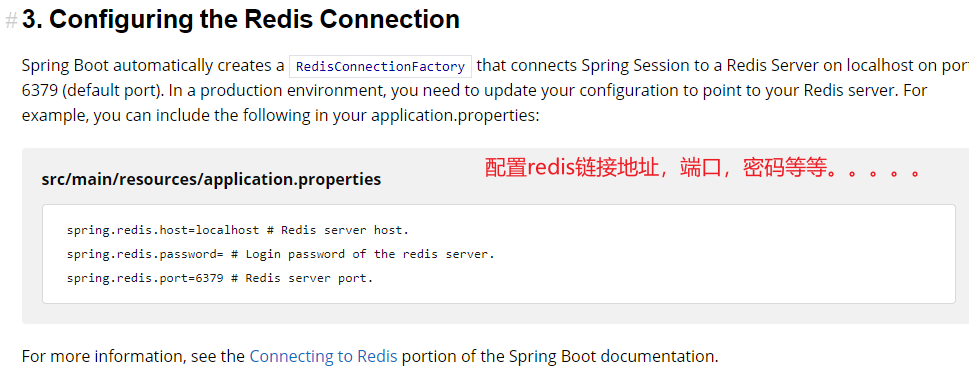 # 3. Configuring the Redis Connection
Spring Boot automatically creates a RedisConnectionFactory that connects Spring Session to a Redis Server on localhost on port
6379 (default port). In a production environment, you need to update your configuration to point to your Redis server. For
example, you can include the following in your application.properties:
配置redis链接地址，端口，密码等等。。。。。
src/main/resources/application.properties
spring.redis.host=localhost # Redis server host.
spring.redis.password= # Login password of the redis server.
spring.redis.port=6379 # Redis server port.
For more information, see the Connecting to Redis portion of the Spring Boot documentation.